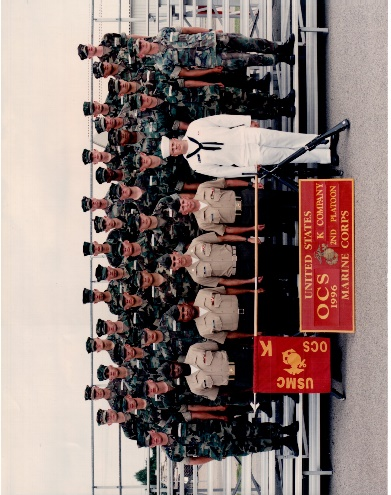 UNITED STATES
OCS K COMPANY
1996 2ND PLATOON
MARINE CORPS
OCS
K
USMC